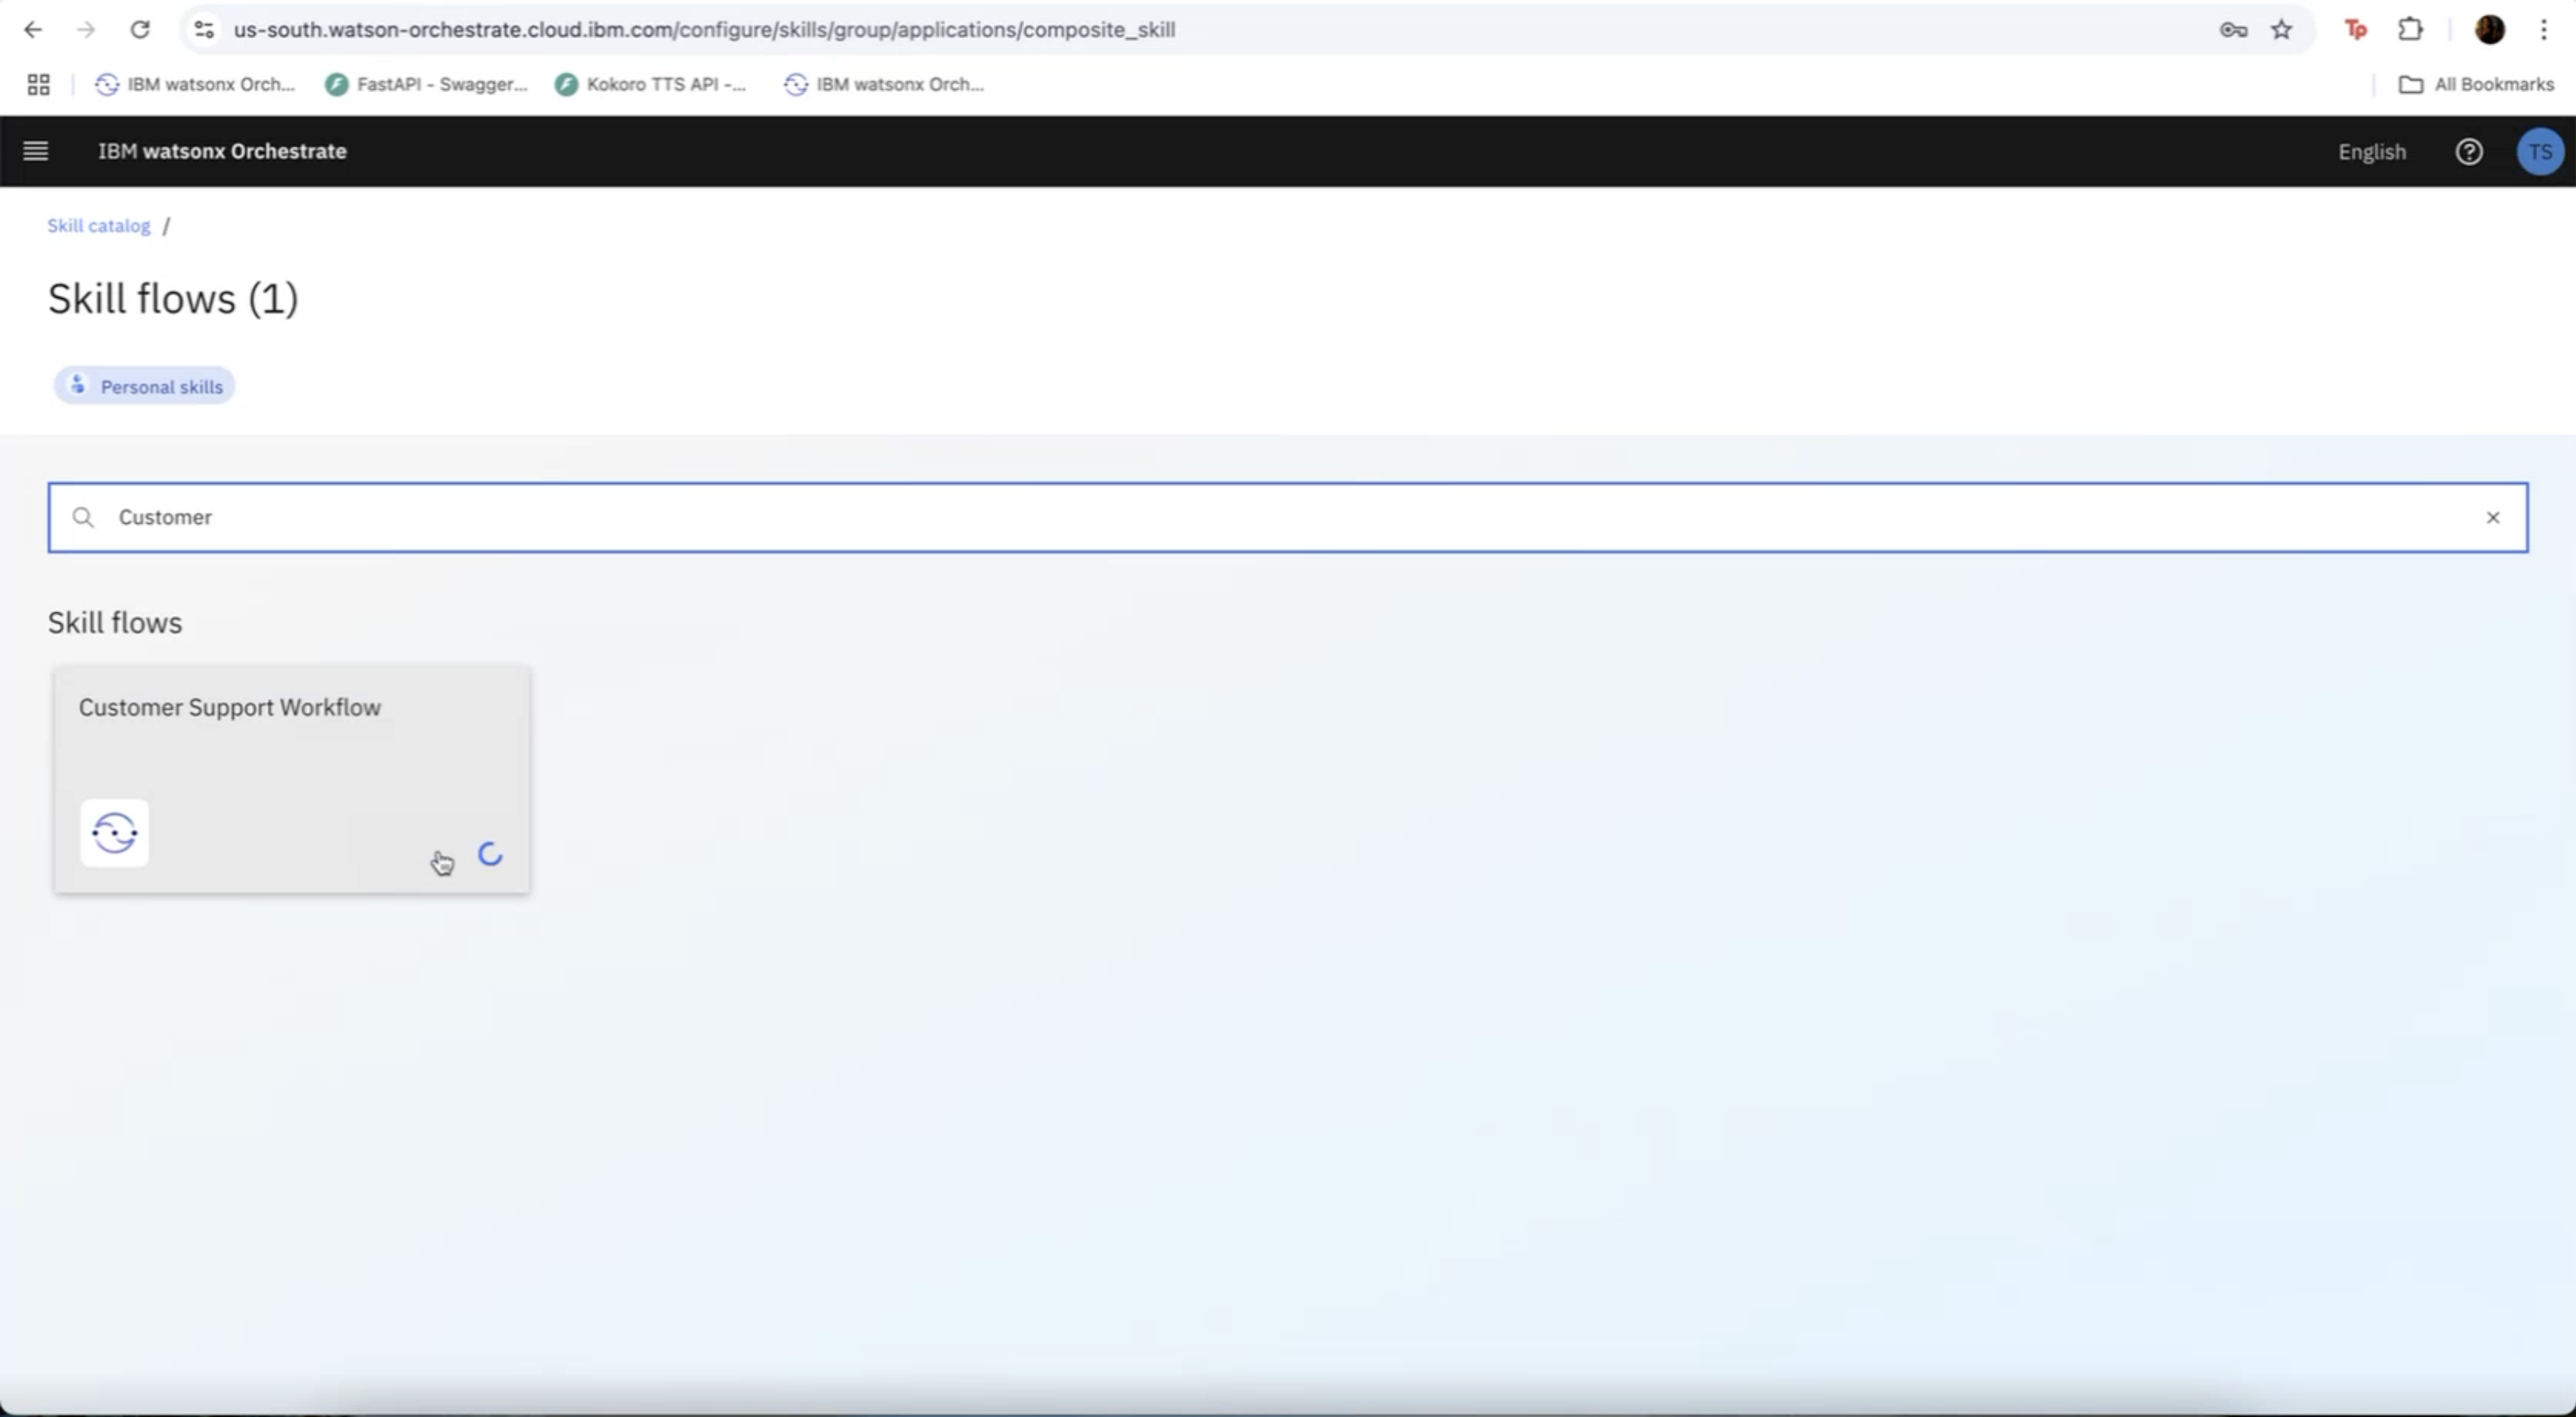 us-south.watson-orchestrate.cloud.ibm.com/configure/skills/group/applications/composite_skill
Tp
IBM watsonx Orch...
FastAPI - Swagger...
Kokoro TTS API -...
IBM watsonx Orch...
All Bookmarks
IBM watsonx Orchestrate
English
TS
Skill catalog /
Skill flows (1)
Personal skills
Customer
Skill flows
Customer Support Workflow